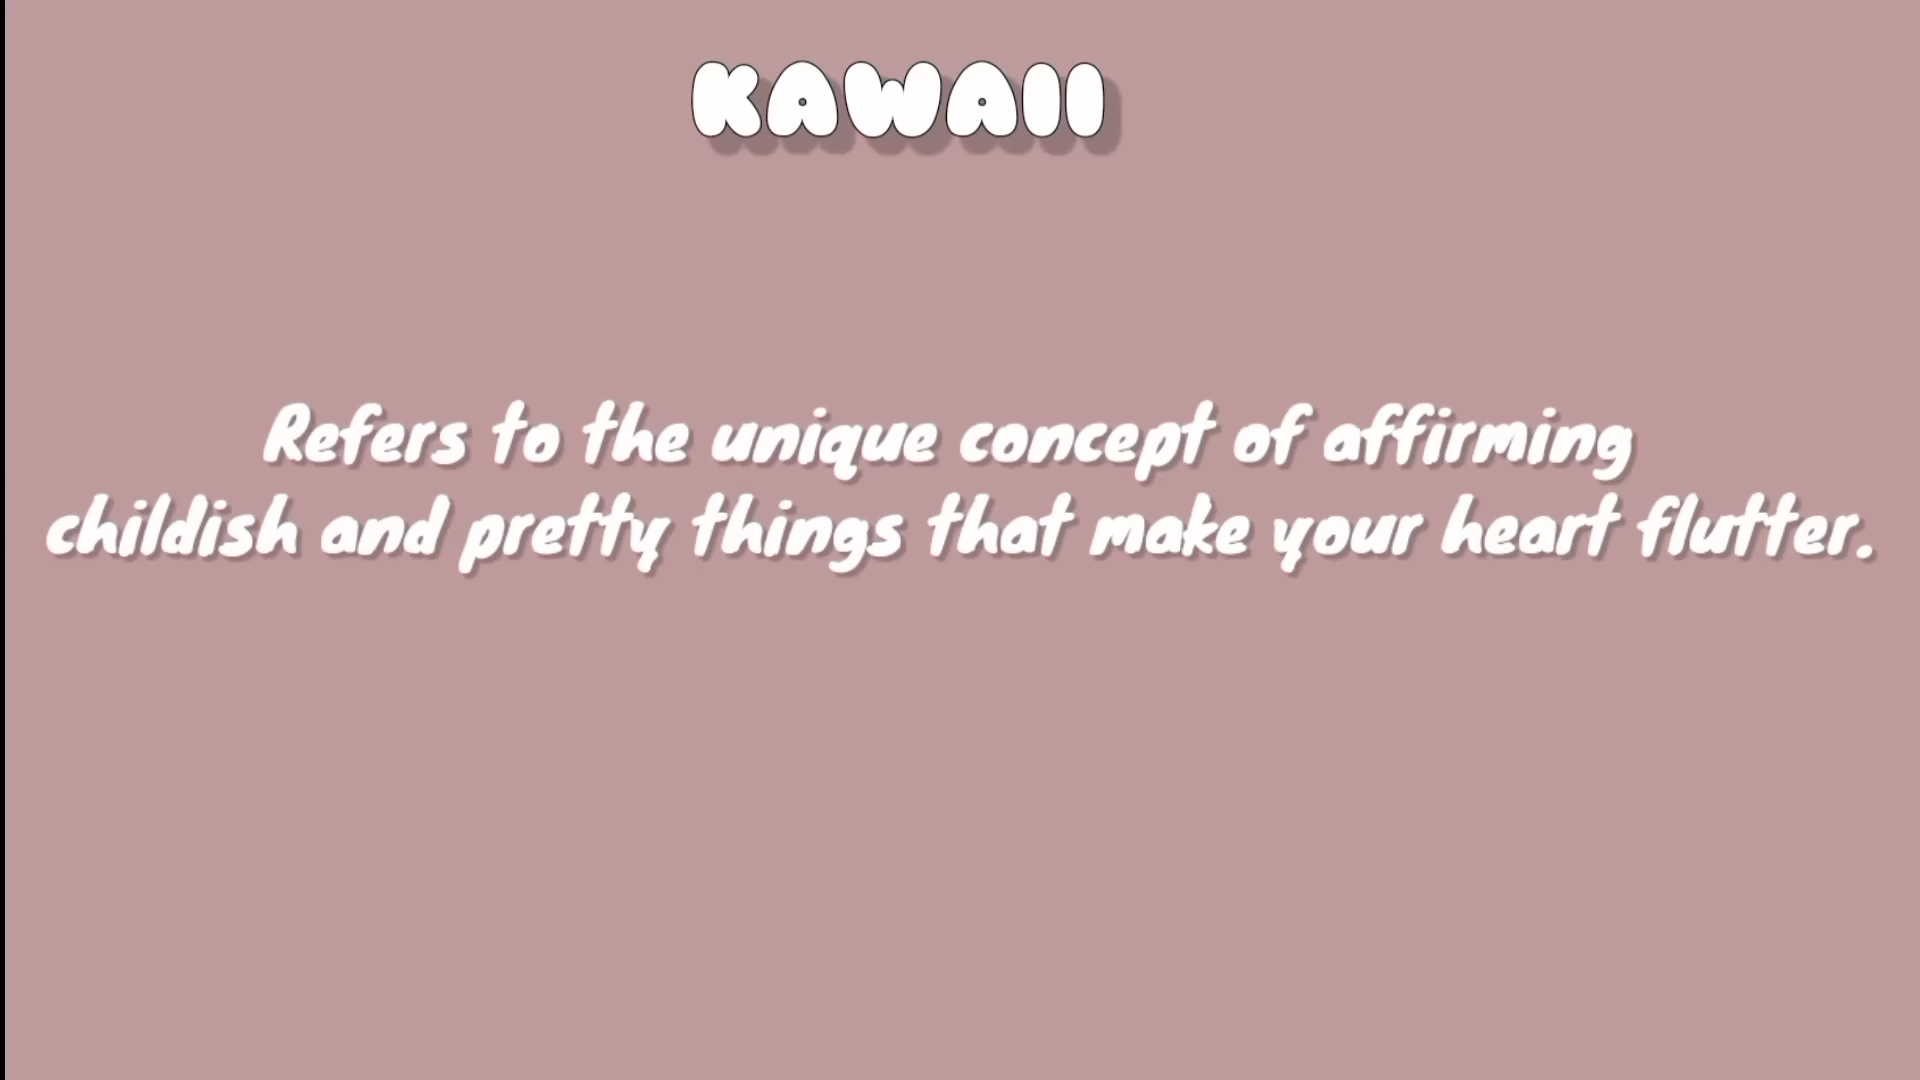 KAWAII
Refers to the unique concept of affirming
childish and pretty things that make your heart flutter.